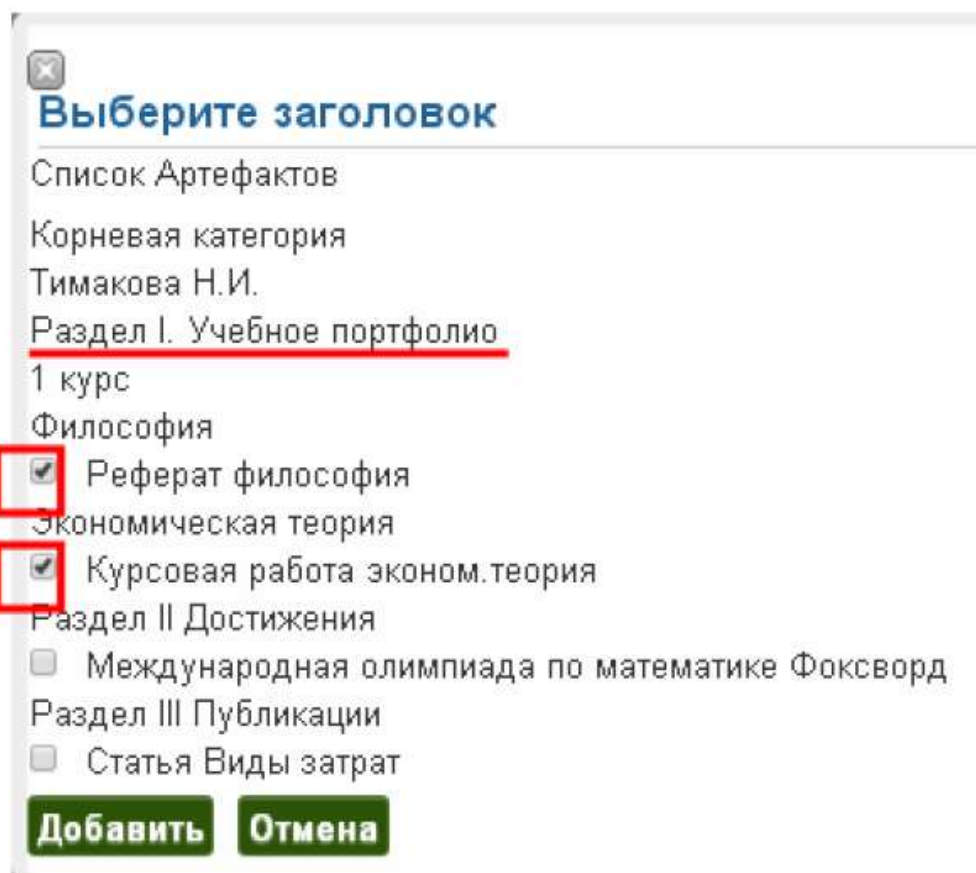 Выберите заголовок
Список Артефактов
Корневая категория
Тимакова Н.И.
Раздел I. Учебное портфолио
1 курс
Философия
Реферат философия
Экономическая теория
Курсовая работа эконом.теория
Раздел II Достижения
Международная олимпиада по математике Фоксворд
Раздел III Публикации
Статья Виды затрат
Добавить Отмена